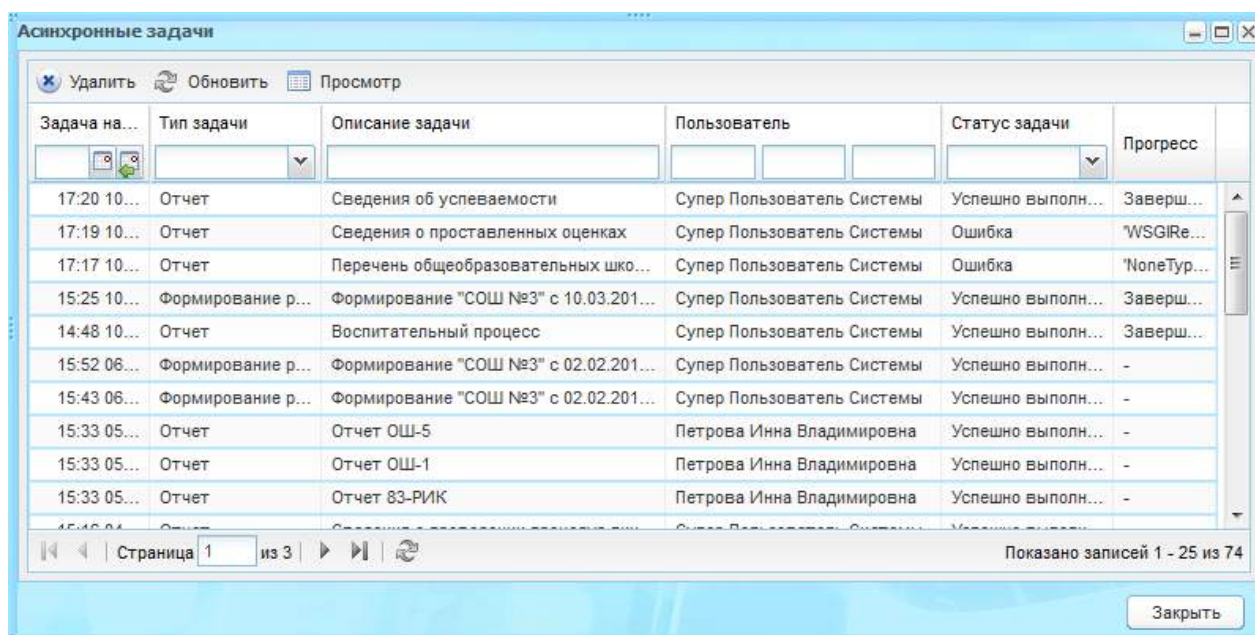 Асинхронные задачи
Удалить Обновить Просмотр
Задача на... Тип задачи Описание задачи Пользователь Статус задачи Прогресс
17:20 10... Отчет Сведения об успеваемости Супер Пользователь Системы Успешно выполн... Заверш...
17:19 10... Отчет Сведения о проставленных оценках Супер Пользователь Системы Ошибка 'WSGIRe...
17:17 10... Отчет Перечень общеобразовательных шко... Супер Пользователь Системы Ошибка 'NoneTyp...
15:25 10... Формирование р... Формирование "СОШ №3" с 10.03.201... Супер Пользователь Системы Успешно выполн... Заверш...
14:48 10... Отчет Воспитательный процесс Супер Пользователь Системы Успешно выполн... Заверш...
15:52 06... Формирование р... Формирование "СОШ №3" с 02.02.201... Супер Пользователь Системы Успешно выполн... -
15:43 06... Формирование р... Формирование "СОШ №3" с 02.02.201... Супер Пользователь Системы Успешно выполн... -
15:33 05... Отчет Отчет ОШ-5 Петрова Инна Владимировна Успешно выполн... -
15:33 05... Отчет Отчет ОШ-1 Петрова Инна Владимировна Успешно выполн... -
15:33 05... Отчет Отчет 83-РИК Петрова Инна Владимировна Успешно выполн... -
Страница 1 из 3 Показано записей 1 - 25 из 74
Закрыть